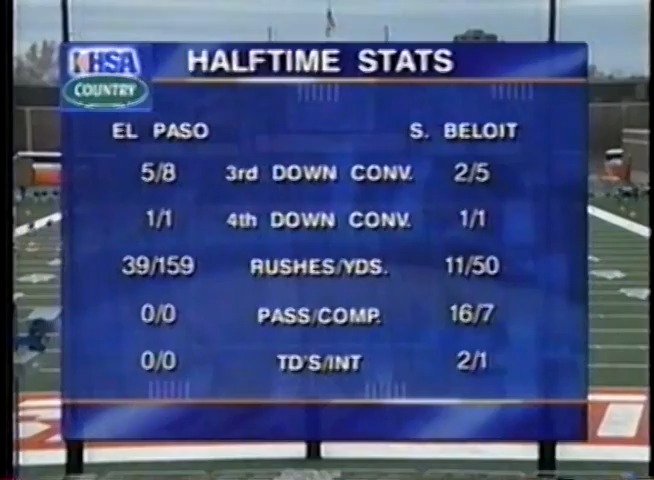 IHSA HALFTIME STATS
COUNTRY
EL PASO S. BELOIT
5/8 3rd DOWN CONV. 2/5
1/1 4th DOWN CONV. 1/1
39/159 RUSHES/YDS. 11/50
0/0 PASS/COMP. 16/7
0/0 TD'S/INT 2/1